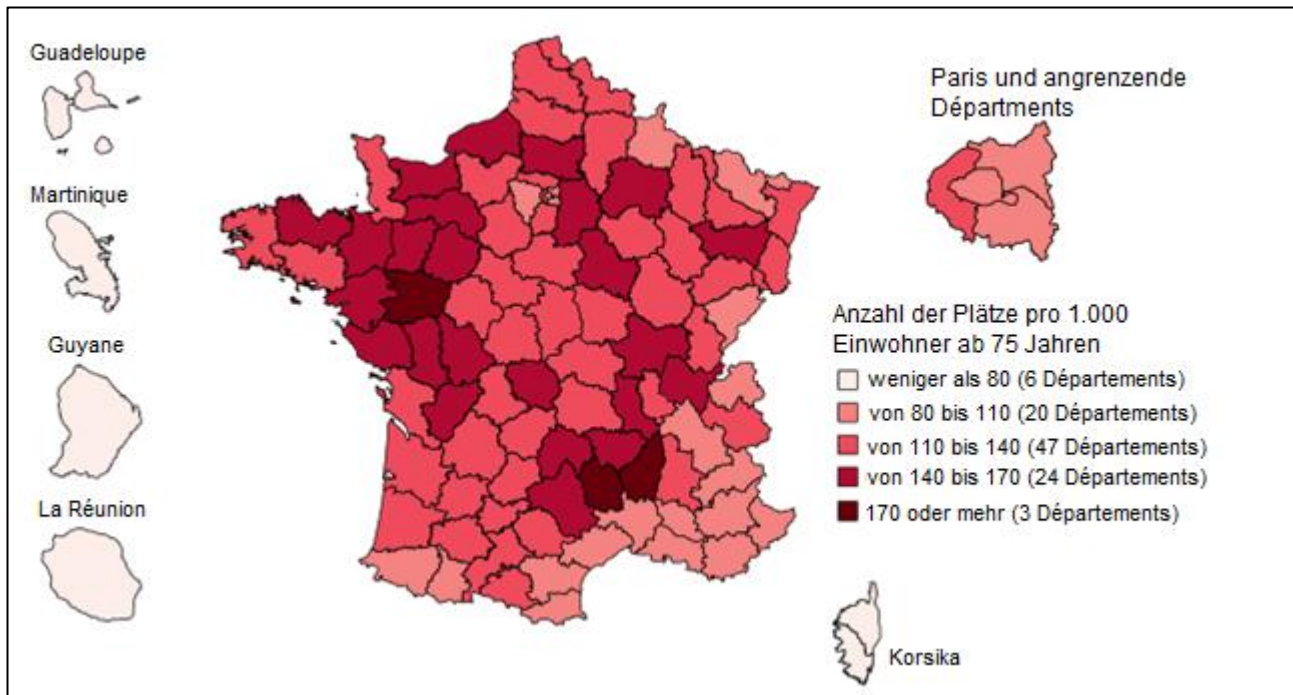 Guadeloupe
Martinique
Guyane
La Réunion
Paris und angrenzende
Départments
Anzahl der Plätze pro 1.000
Einwohner ab 75 Jahren
weniger als 80 (6 Départements)
von 80 bis 110 (20 Départements)
von 110 bis 140 (47 Départements)
von 140 bis 170 (24 Départements)
170 oder mehr (3 Départements)
Korsika